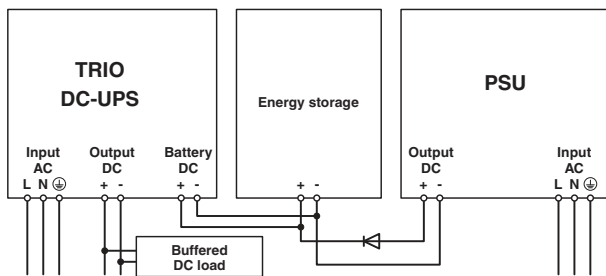 TRIO
DC-UPS
Input
AC
L N
Output
DC
+ -
Battery
DC
+ -
Energy storage
+ -
PSU
Output
DC
+ -
Input
AC
L N
Buffered
DC load